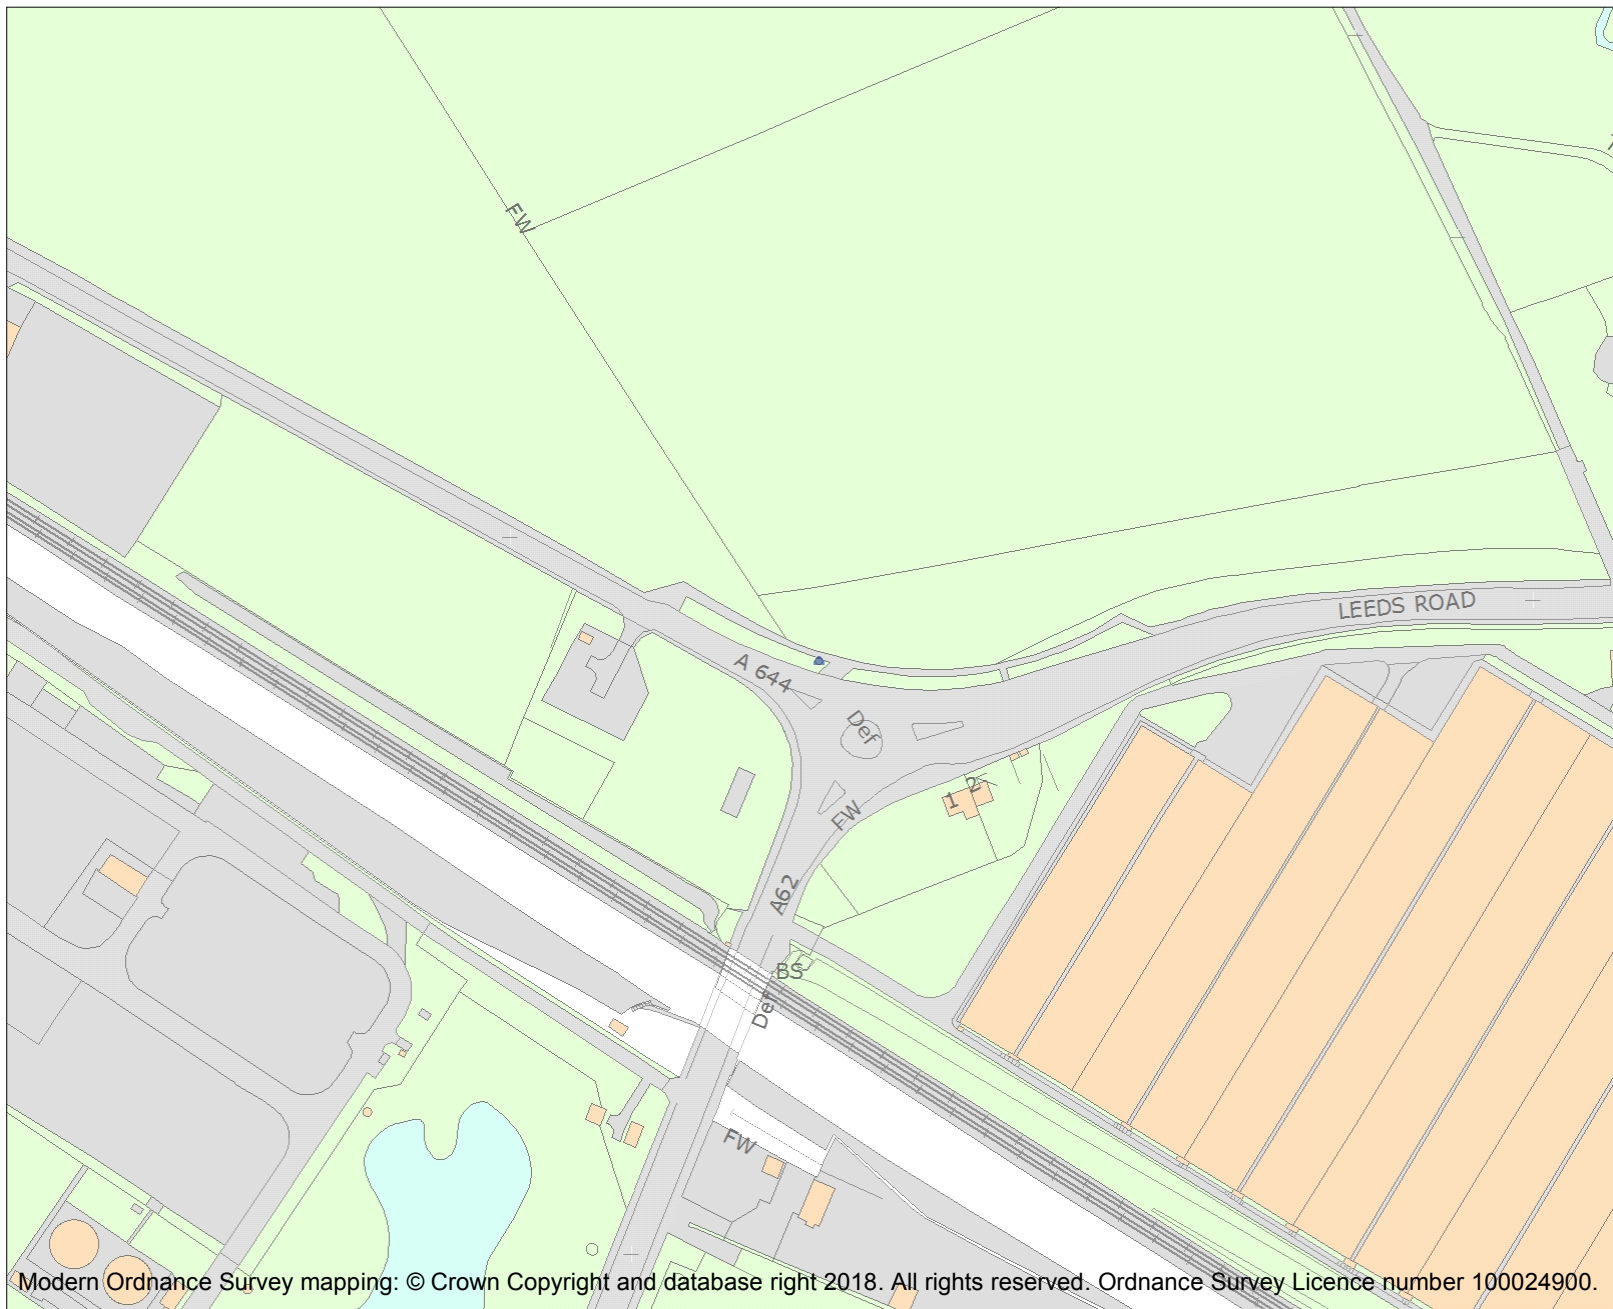 FW
LEEDS ROAD
A 644
Def
2
1
FW
A62
BS
Def
FW
Modern Ordnance Survey mapping: © Crown Copyright and database right 2018. All rights reserved. Ordnance Survey Licence number 100024900.